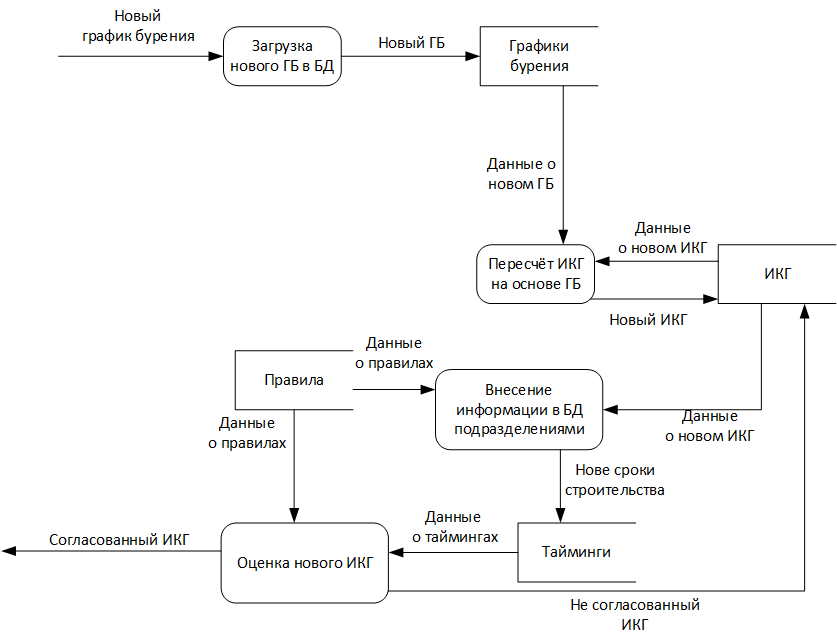 Новый
график бурения
Загрузка
нового ГБ в БД
Новый ГБ
Графики
бурения
Данные о
новом ГБ
Данные
о новом ИКГ
Пересчёт ИКГ
на основе ГБ
ИКГ
Новый ИКГ
Данные
о правилах
Правила
Внесение
информации в БД
подразделениями
Данные
о правилах
Данные
о новом ИКГ
Нове сроки
строительства
Согласованный ИКГ
Данные
о таймингах
Оценка нового ИКГ
Тайминги
Не согласованный
ИКГ